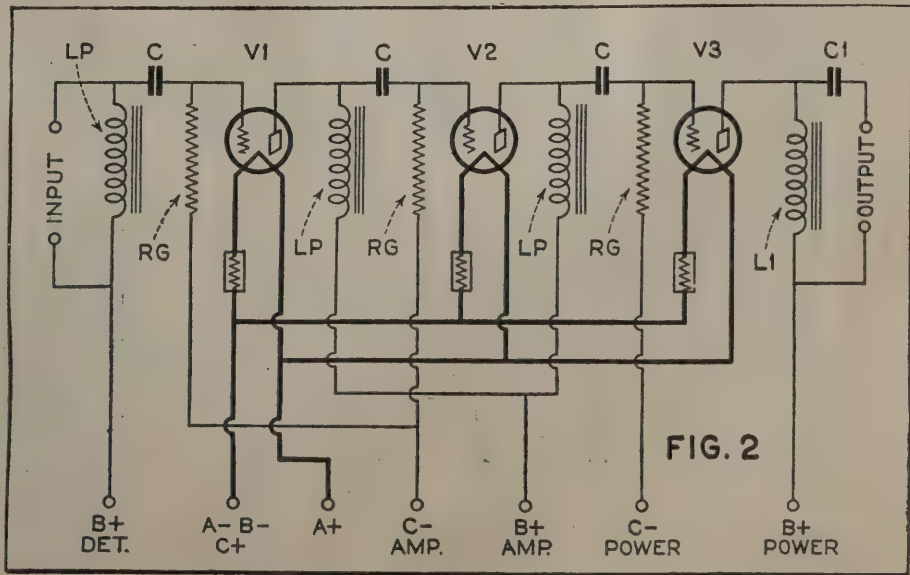 LP C V1 C V2 C V3 C1
INPUT
OUTPUT
RG LP RG LP RG L1
FIG. 2
B+ DET.
A- B- C+
A+
C- AMP.
B+ AMP.
C- POWER
B+ POWER